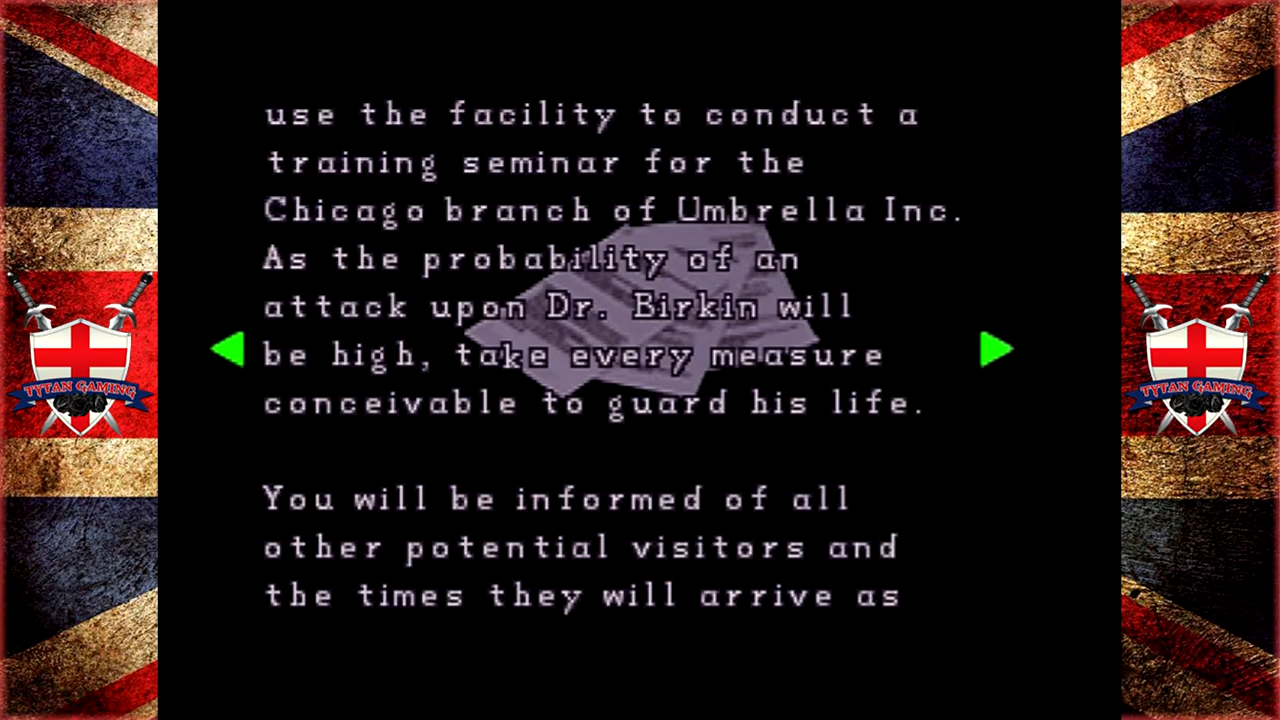 use the facility to conduct a
training seminar for the
Chicago branch of Umbrella Inc.
As the probability of an
attack upon Dr. Birkin will
be high, take every measure
conceivable to guard his life.
You will be informed of all
other potential visitors and
the times they will arrive as
TYTAN GAMING
TYTAN GAMING